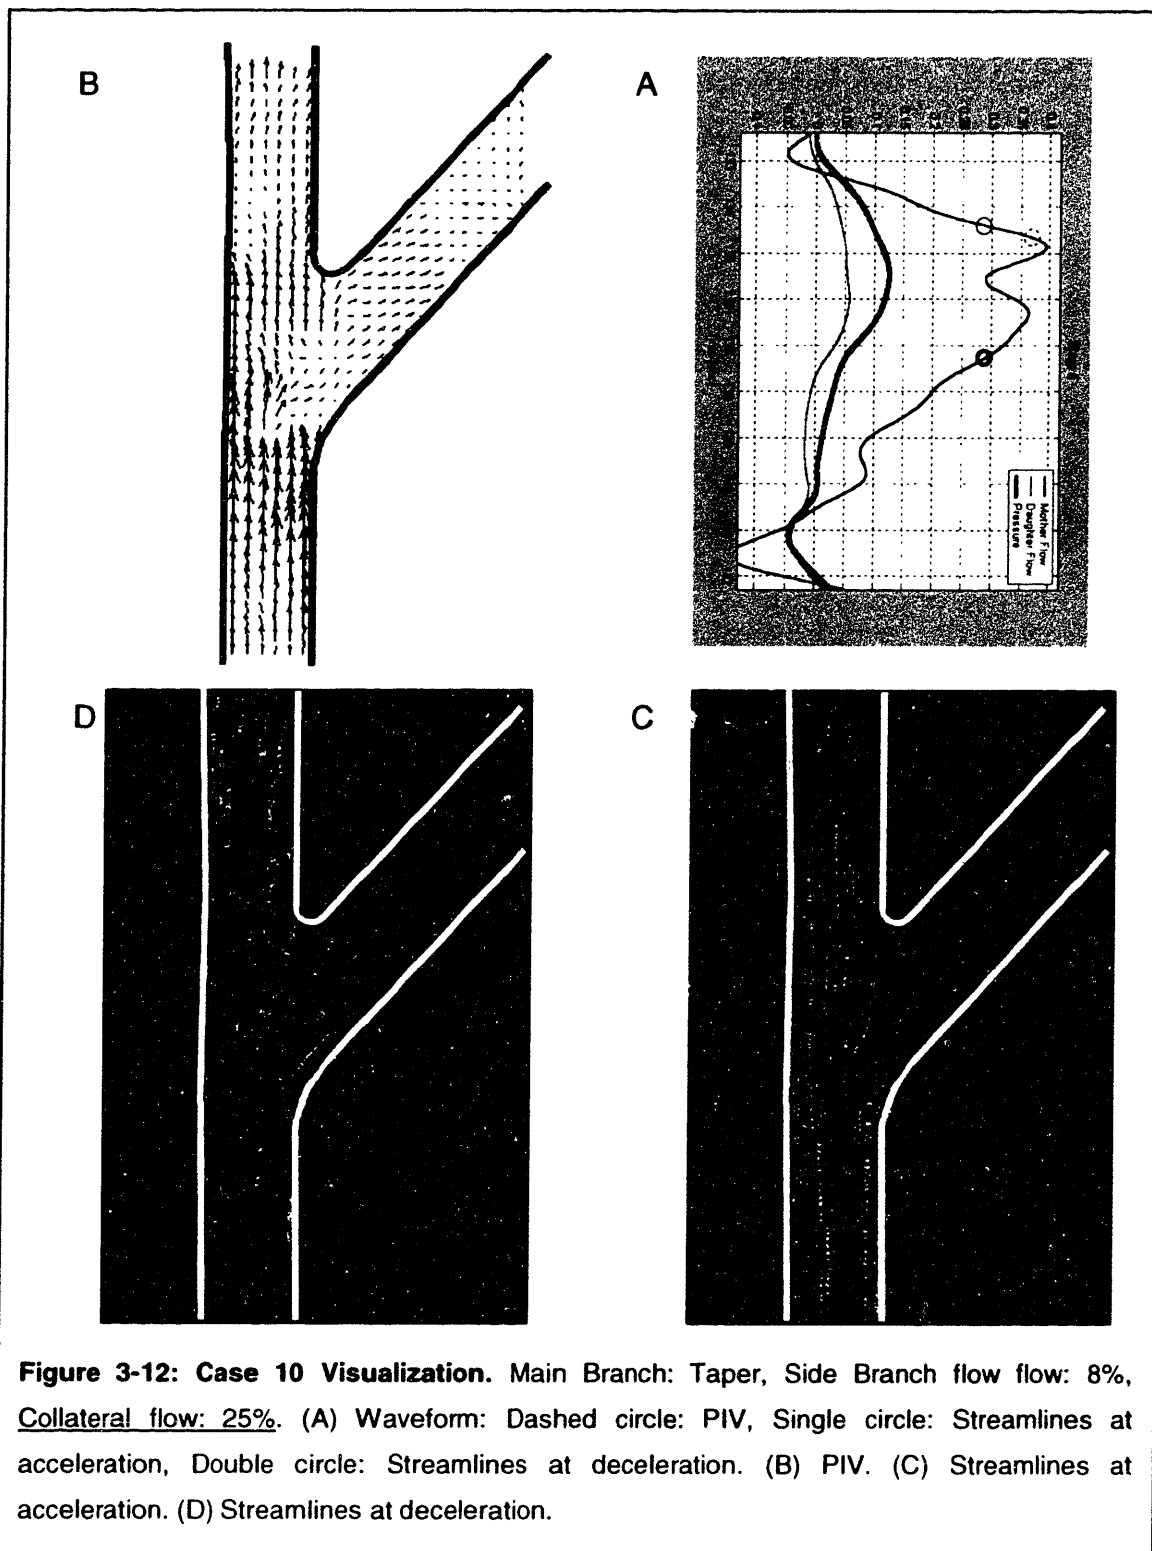 B
A
Mother Flow
Daughter Flow
Pressure
D
C
Figure 3-12: Case 10 Visualization. Main Branch: Taper, Side Branch flow flow: 8%,
Collateral flow: 25%. (A) Waveform: Dashed circle: PIV, Single circle: Streamlines at
acceleration, Double circle: Streamlines at deceleration. (B) PIV. (C) Streamlines at
acceleration. (D) Streamlines at deceleration.